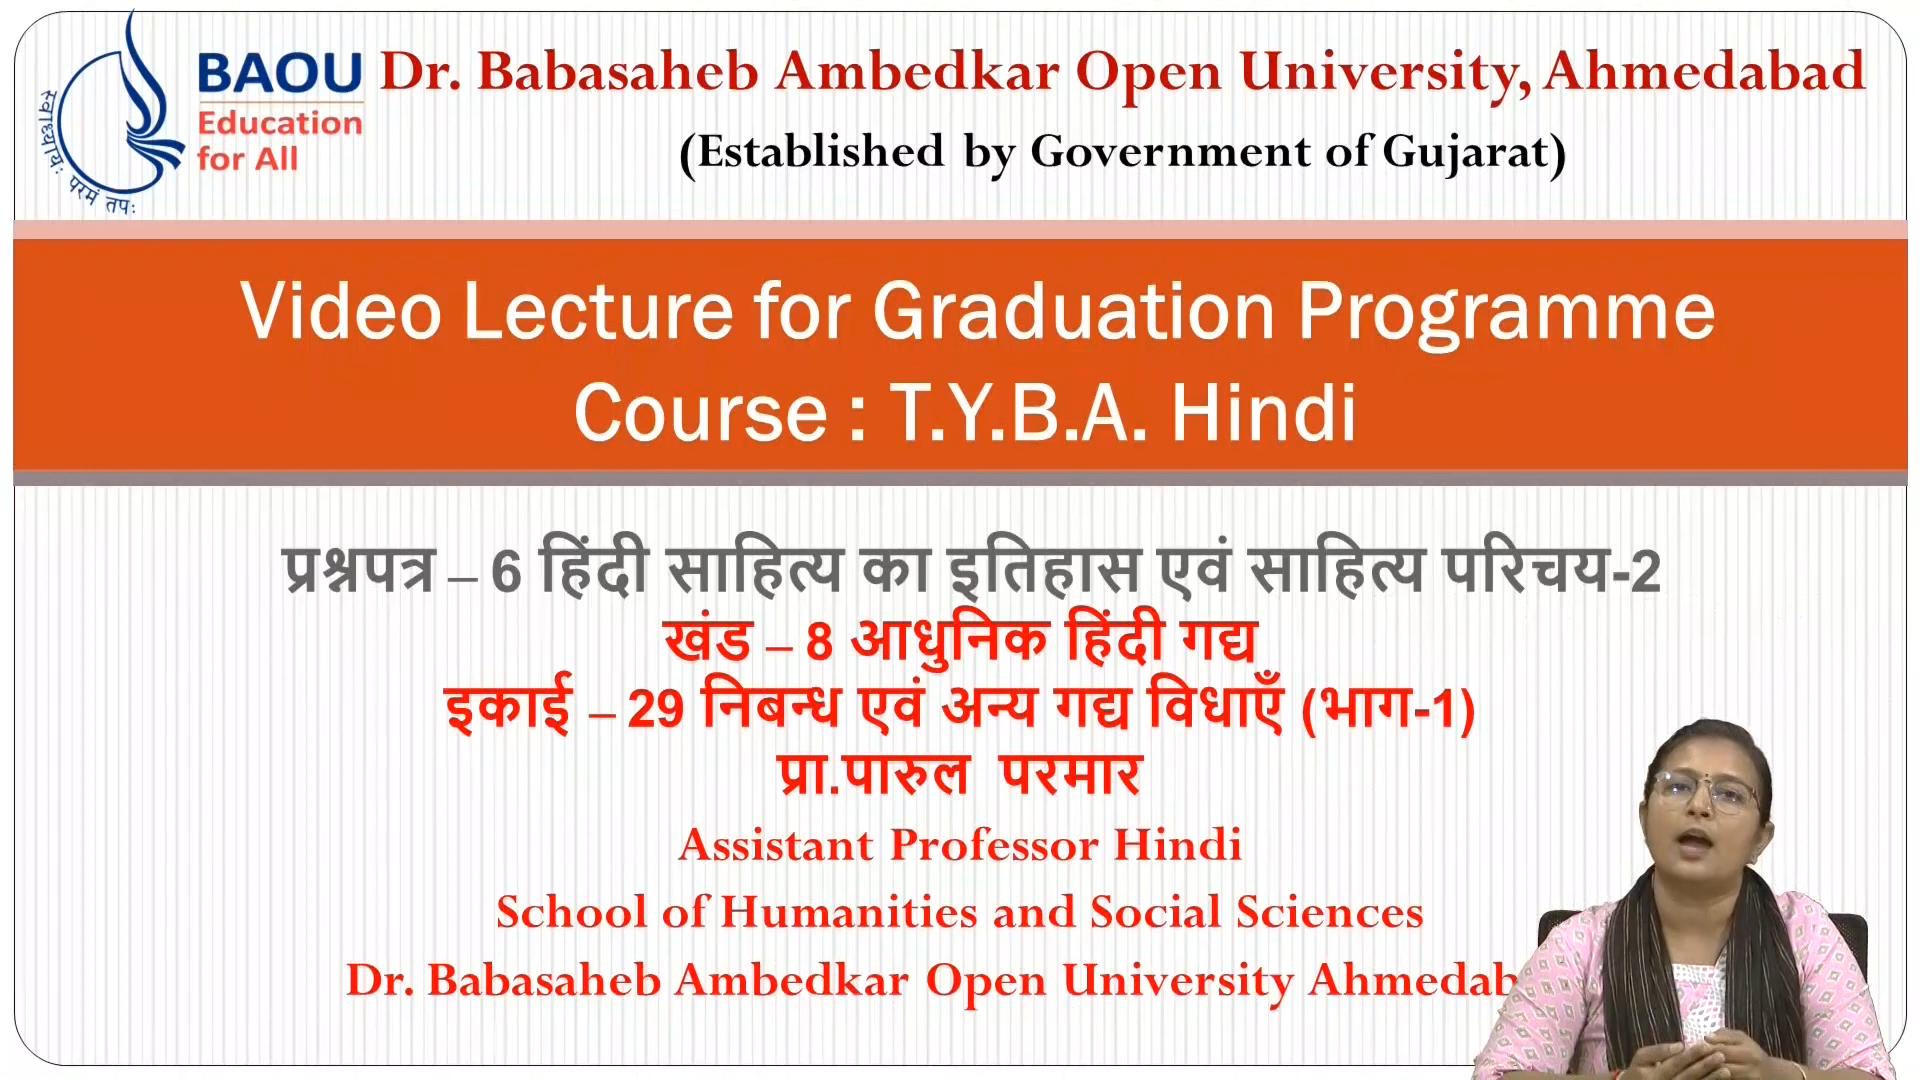 BAOU
Education
for All
स्वाध्यायः परमं तपः
Dr. Babasaheb Ambedkar Open University, Ahmedabad
(Established by Government of Gujarat)
Video Lecture for Graduation Programme
Course : T.Y.B.A. Hindi
प्रश्नपत्र – 6 हिंदी साहित्य का इतिहास एवं साहित्य परिचय-2
खंड – 8 आधुनिक हिंदी गद्य
इकाई – 29 निबन्ध एवं अन्य गद्य विधाएँ (भाग-1)
प्रा.पारुल परमार
Assistant Professor Hindi
School of Humanities and Social Sciences
Dr. Babasaheb Ambedkar Open University Ahmedab